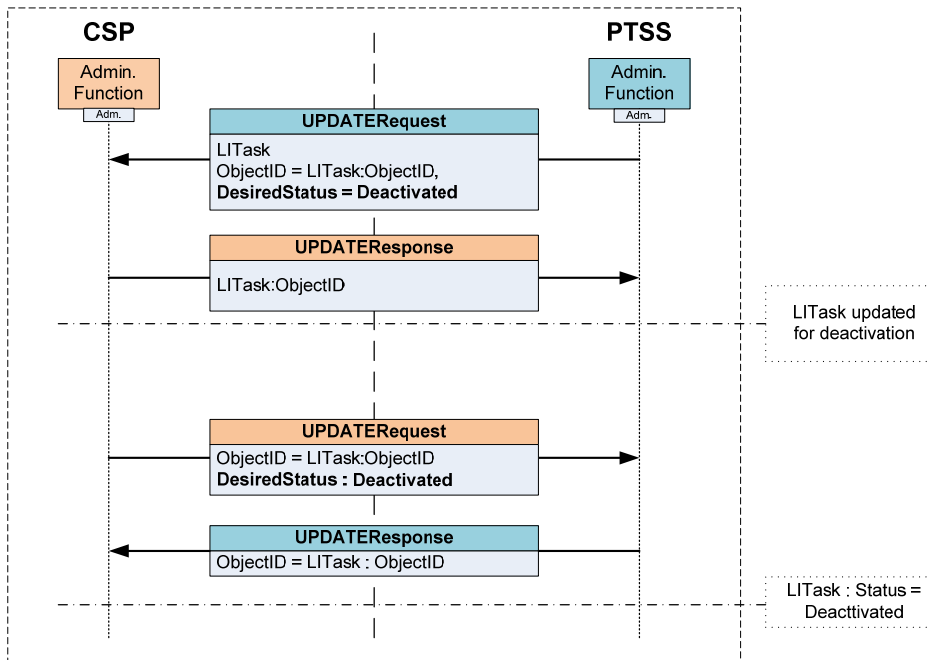 CSP
PTSS
Admin.
Function
Adm.
Admin.
Function
Adm.
UPDATERequest
LITask
ObjectID = LITask:ObjectID,
DesiredStatus = Deactivated
UPDATEResponse
LITask:ObjectID
LITask updated
for deactivation
UPDATERequest
ObjectID = LITask:ObjectID
DesiredStatus : Deactivated
UPDATEResponse
ObjectID = LITask : ObjectID
LITask : Status =
Deacttivated